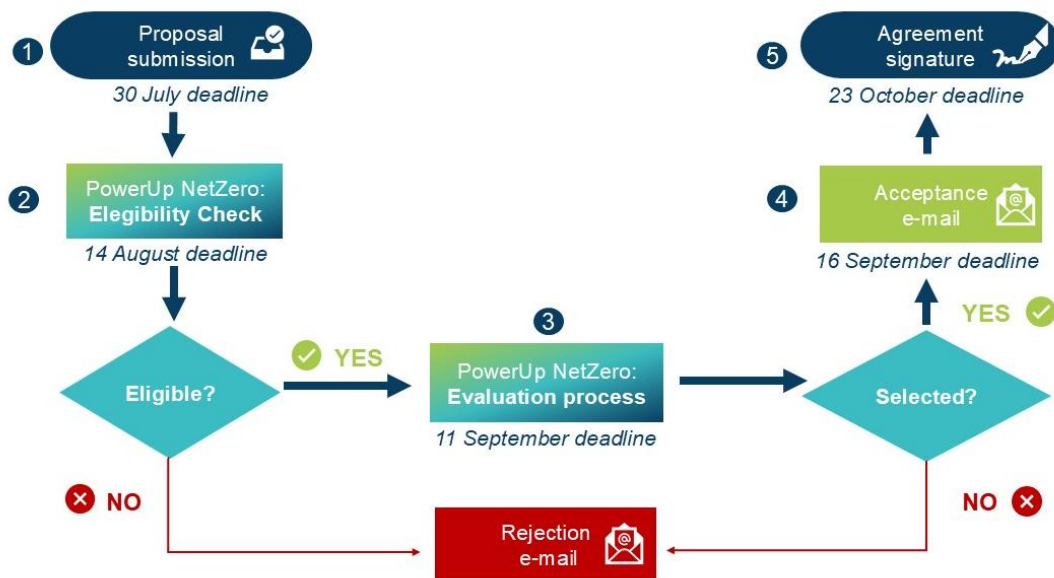 1
Proposal
submission
30 July deadline
2
PowerUp NetZero:
Elegibility Check
14 August deadline
Eligible?
YES
NO
3
PowerUp NetZero:
Evaluation process
11 September deadline
Selected?
YES
NO
Rejection
e-mail
@
4
Acceptance
e-mail
@
16 September deadline
5
Agreement
signature
23 October deadline